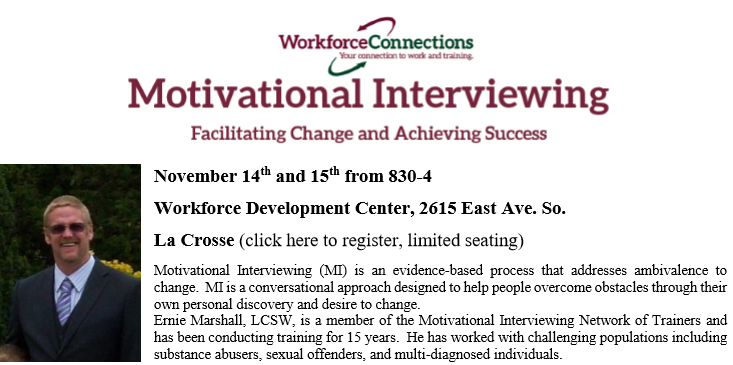 WorkforceConnections
Your connection to work and training.
Motivational Interviewing
Facilitating Change and Achieving Success
November 14th and 15th from 830-4
Workforce Development Center, 2615 East Ave. So.
La Crosse (click here to register, limited seating)
Motivational Interviewing (MI) is an evidence-based process that addresses ambivalence to
change.  MI is a conversational approach designed to help people overcome obstacles through their
own personal discovery and desire to change.
Ernie Marshall, LCSW, is a member of the Motivational Interviewing Network of Trainers and
has been conducting training for 15 years.  He has worked with challenging populations including
substance abusers, sexual offenders, and multi-diagnosed individuals.